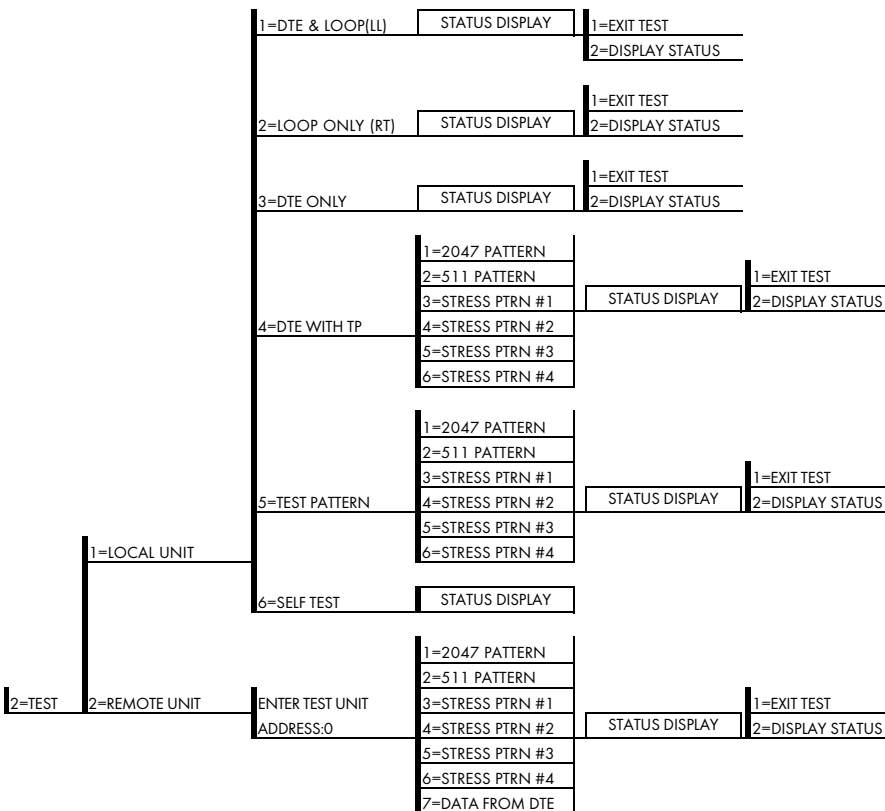 1=DTE & LOOP(LL) STATUS DISPLAY 1=EXIT TEST
2=DISPLAY STATUS
1=EXIT TEST
2=LOOP ONLY (RT) STATUS DISPLAY 2=DISPLAY STATUS
1=EXIT TEST
3=DTE ONLY STATUS DISPLAY 2=DISPLAY STATUS
1=2047 PATTERN
2=511 PATTERN 1=EXIT TEST
3=STRESS PTRN #1 STATUS DISPLAY 2=DISPLAY STATUS
4=DTE WITH TP 4=STRESS PTRN #2
5=STRESS PTRN #3
6=STRESS PTRN #4
1=2047 PATTERN
2=511 PATTERN
3=STRESS PTRN #1 1=EXIT TEST
5=TEST PATTERN 4=STRESS PTRN #2 STATUS DISPLAY 2=DISPLAY STATUS
5=STRESS PTRN #3
1=LOCAL UNIT 6=STRESS PTRN #4
6=SELF TEST STATUS DISPLAY
1=2047 PATTERN
2=511 PATTERN
2=TEST 2=REMOTE UNIT ENTER TEST UNIT 3=STRESS PTRN #1 1=EXIT TEST
ADDRESS:0 4=STRESS PTRN #2 STATUS DISPLAY 2=DISPLAY STATUS
5=STRESS PTRN #3
6=STRESS PTRN #4
7=DATA FROM DTE